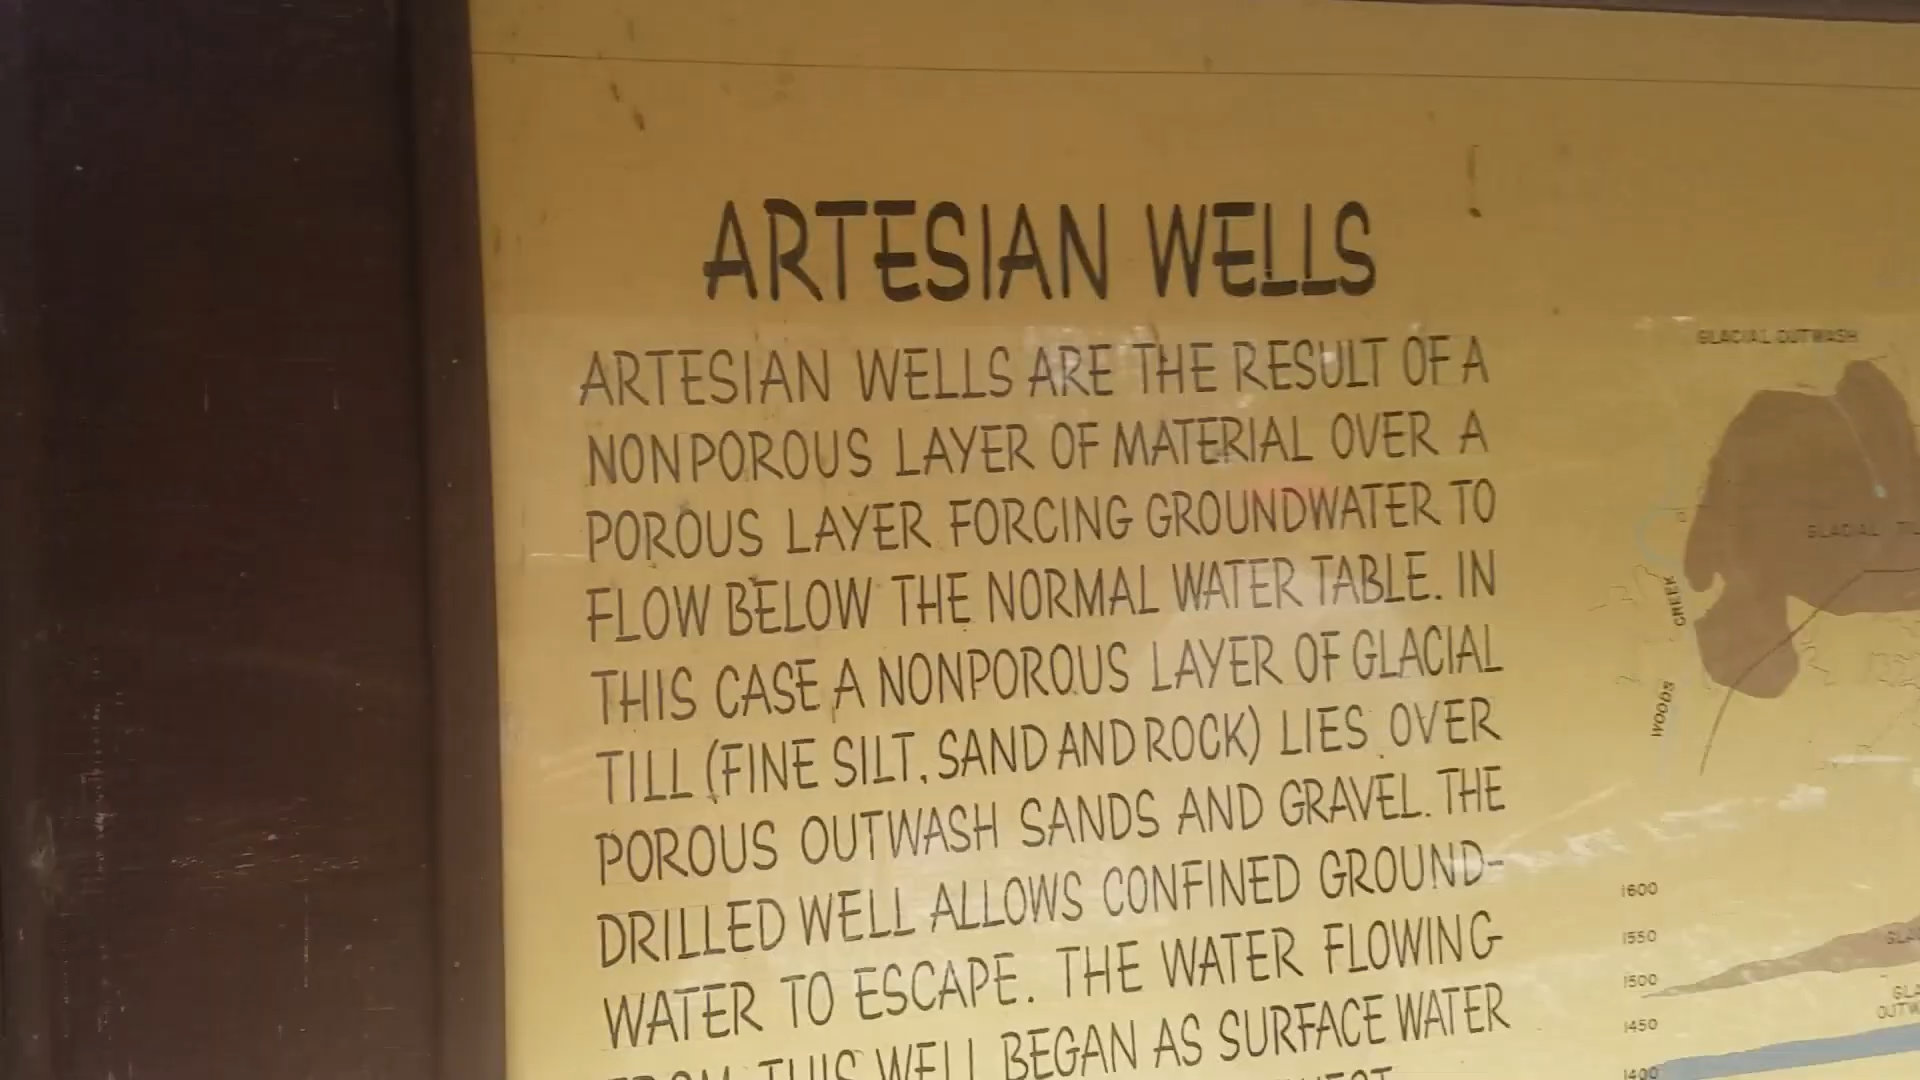 ARTESIAN WELLS
ARTESIAN WELLS ARE THE RESULT OF A
NONPOROUS LAYER OF MATERIAL OVER A
POROUS LAYER FORCING GROUNDWATER TO
FLOW BELOW THE NORMAL WATER TABLE. IN
THIS CASE A NONPOROUS LAYER OF GLACIAL
TILL (FINE SILT, SAND AND ROCK) LIES OVER
POROUS OUTWASH SANDS AND GRAVEL. THE
DRILLED WELL ALLOWS CONFINED GROUND-
WATER TO ESCAPE. THE WATER FLOWING
FROM THIS WELL BEGAN AS SURFACE WATER
GLACIAL OUTWASH
GLACIAL
WOODS CREEK
1600
1550
1500
1450
1400